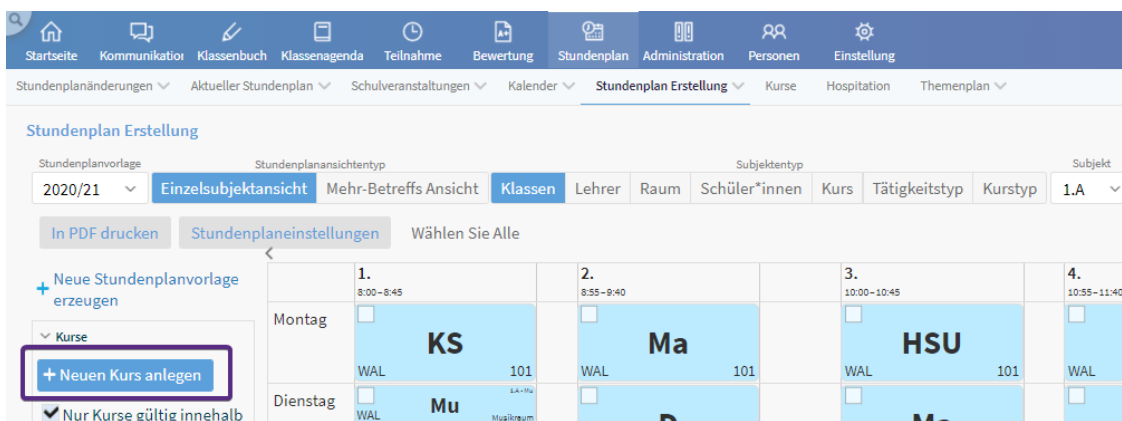 Startseite Kommunikation Klassenbuch Klassenagenda Teilnahme Bewertung Stundenplan Administration Personen Einstellung
Stundenplanänderungen Aktueller Stundenplan Schulveranstaltungen Kalender Stundenplan Erstellung Kurse Hospitation Themenplan
Stundenplan Erstellung
Stundenplanvorlage Stundenplanansichtentyp Subjektentyp Subjekt
2020/21 Einzelsubjektansicht Mehr-Betreffs Ansicht Klassen Lehrer Raum Schüler*innen Kurs Tätigkeitstyp Kurstyp 1.A
In PDF drucken Stundenplaneinstellungen Wählen Sie Alle
+ Neue Stundenplanvorlage
erzeugen
1. 2. 3. 4.
8:00-8:45 8:55-9:40 10:00-10:45 10:55-11:40
Kurse
+ Neuen Kurs anlegen
Nur Kurse gültig innehalb
Montag
KS Ma HSU
WAL 101 WAL 101 WAL 101 WAL
Dienstag
1.A - Mu
Mu
WAL Musikraum